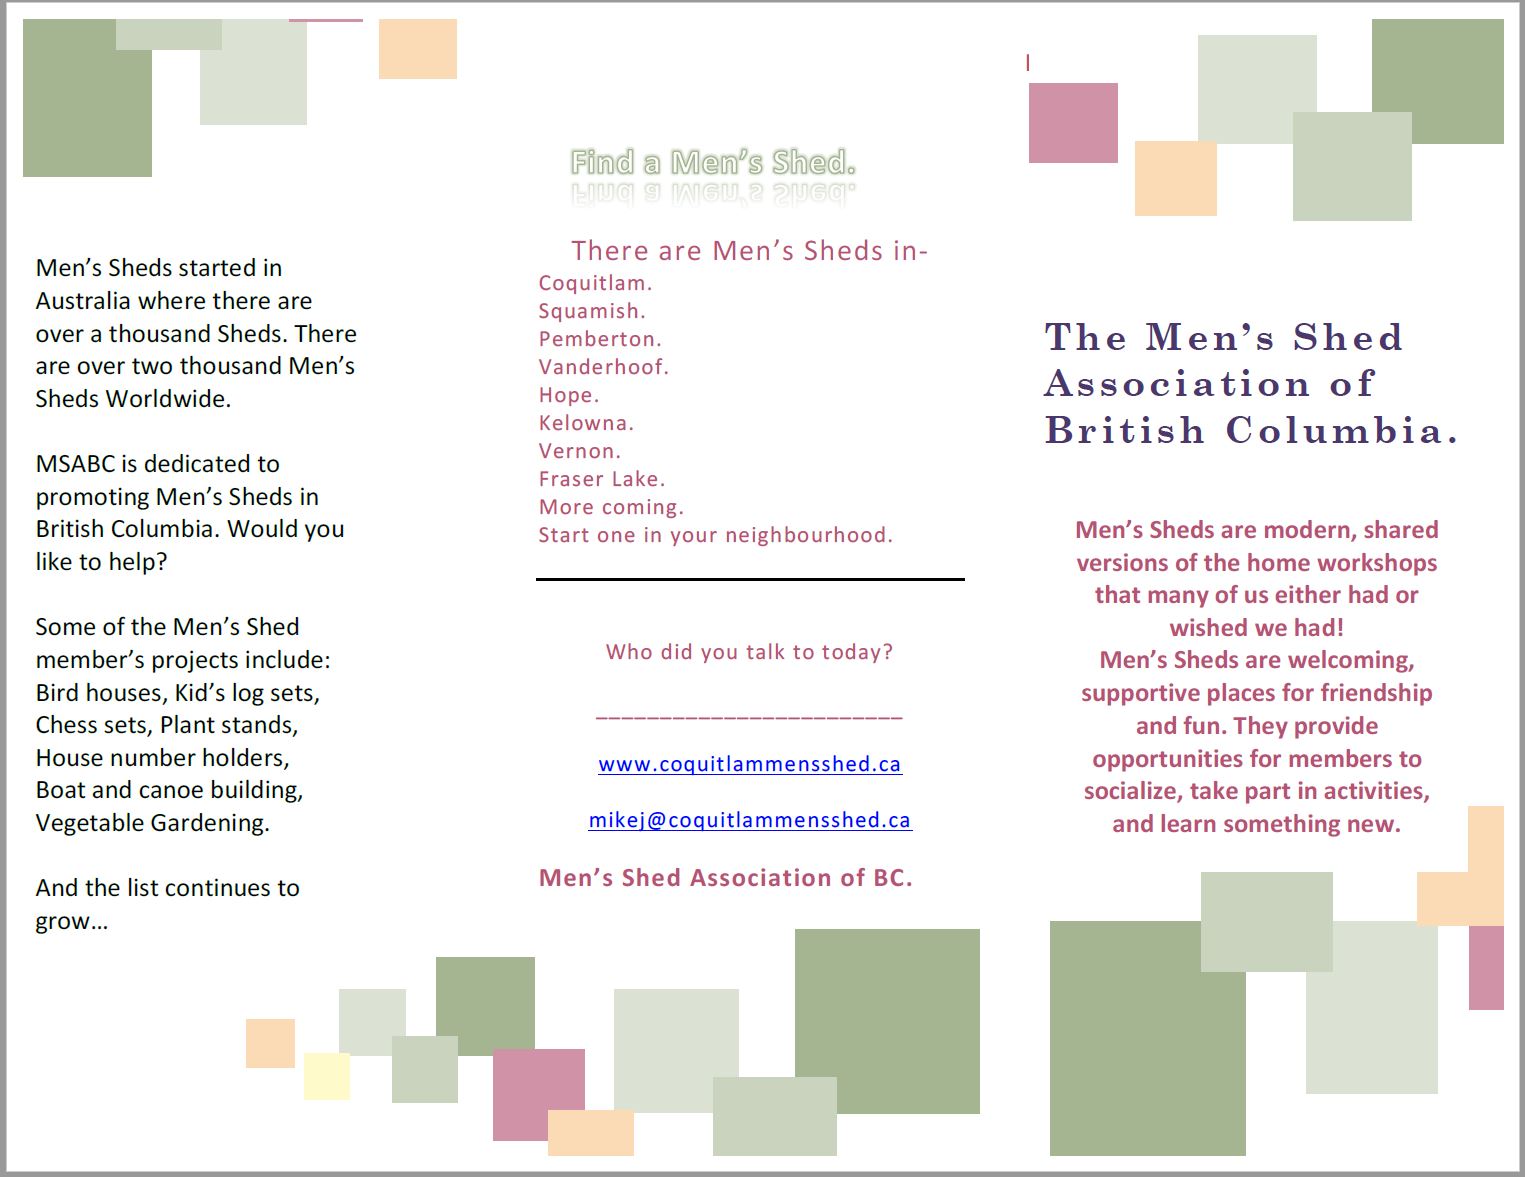 Men's Sheds started in
Australia where there are
over a thousand Sheds. There
are over two thousand Men's
Sheds Worldwide.
MSABC is dedicated to
promoting Men's Sheds in
British Columbia. Would you
like to help?
Some of the Men's Shed
member's projects include:
Bird houses, Kid's log sets,
Chess sets, Plant stands,
House number holders,
Boat and canoe building,
Vegetable Gardening.
And the list continues to
grow...
Find a Men's Shed.
There are Men's Sheds in-
Coquitlam.
Squamish.
Pemberton.
Vanderhoof.
Hope.
Kelowna.
Vernon.
Fraser Lake.
More coming.
Start one in your neighbourhood.
Who did you talk to today?
________________________
www.coquitlammensshed.ca
mikej@coquitlammensshed.ca
Men's Shed Association of BC.
The Men's Shed
Association of
British Columbia.
Men's Sheds are modern, shared
versions of the home workshops
that many of us either had or
wished we had!
Men's Sheds are welcoming,
supportive places for friendship
and fun. They provide
opportunities for members to
socialize, take part in activities,
and learn something new.